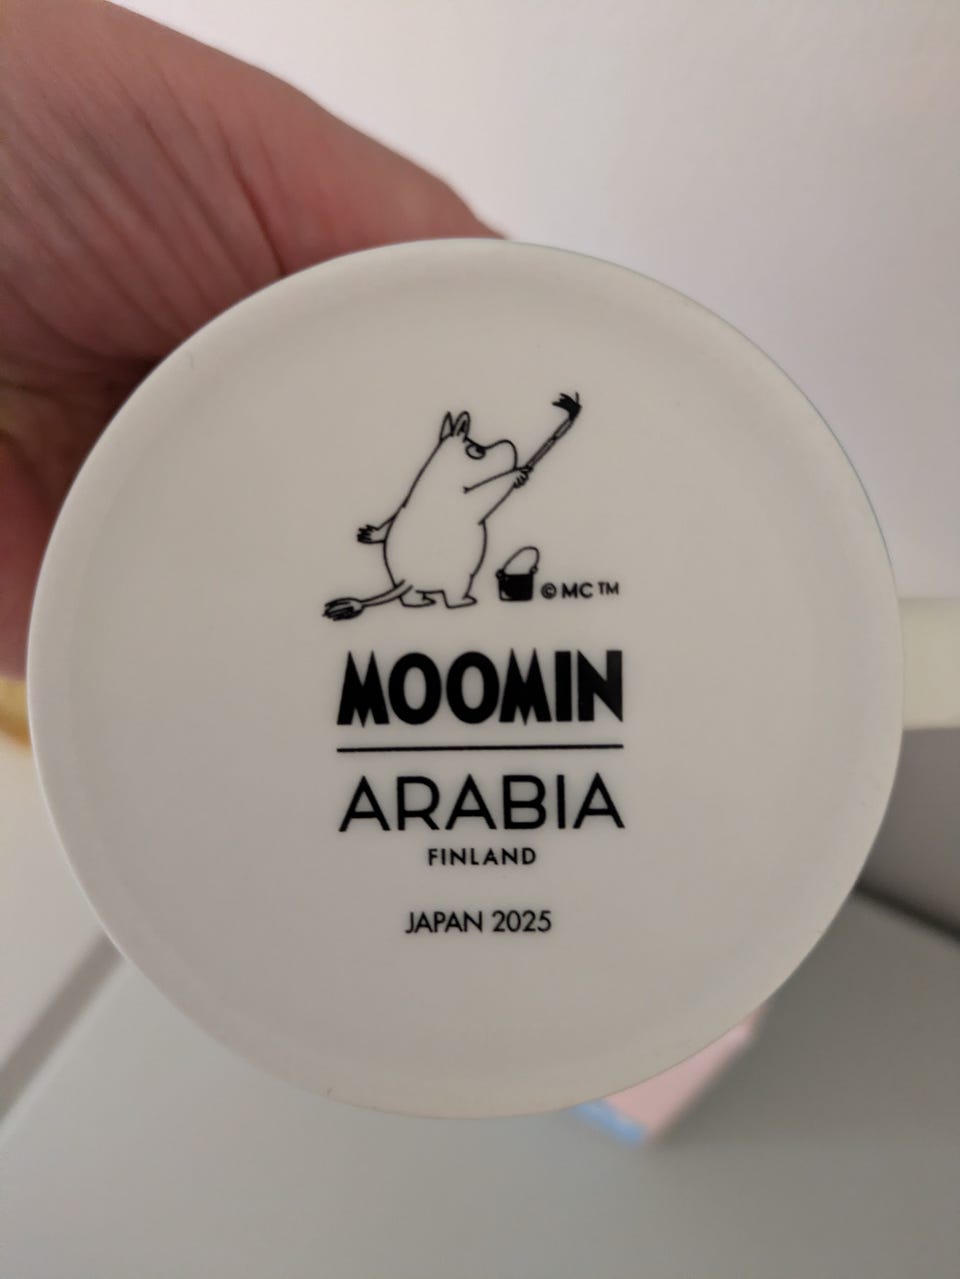 © MC ™
MOOMIN
ARABIA
FINLAND
JAPAN 2025